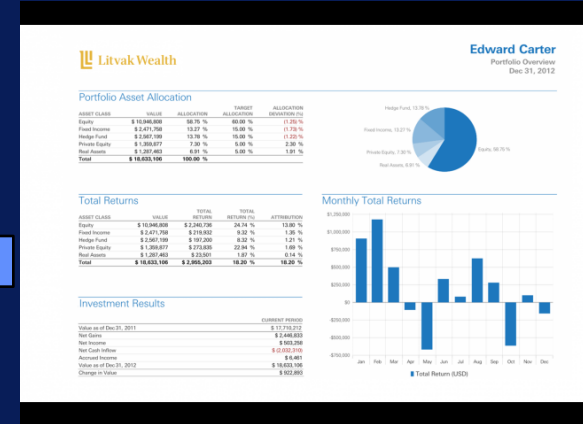 Litvak Wealth
Edward Carter
Portfolio Overview
Dec 31, 2012
Portfolio Asset Allocation
ASSET CLASS VALUE ALLOCATION TARGET ALLOCATION ALLOCATION DEVIATION (%)
Equity $ 10,946,808 58.75 % 60.00 % (1.25) %
Fixed Income $ 2,471,758 13.27 % 15.00 % (1.73) %
Hedge Fund $ 2,567,199 13.78 % 15.00 % (1.22) %
Private Equity $ 1,359,877 7.30 % 5.00 % 2.30 %
Real Assets $ 1,287,463 6.91 % 5.00 % 1.91 %
Total $ 18,633,106 100.00 %
Hedge Fund, 13.78 %
Fixed Income, 13.27 %
Private Equity, 7.30 %
Real Assets, 6.91 %
Equity, 58.75 %
Total Returns
ASSET CLASS VALUE TOTAL RETURN TOTAL RETURN (%) ATTRIBUTION
Equity $ 10,946,808 $ 2,240,736 24.74 % 13.80 %
Fixed Income $ 2,471,758 $ 219,932 9.32 % 1.35 %
Hedge Fund $ 2,567,199 $ 197,200 8.32 % 1.21 %
Private Equity $ 1,359,877 $ 273,835 22.94 % 1.69 %
Real Assets $ 1,287,463 $ 23,501 1.87 % 0.14 %
Total $ 18,633,106 $ 2,955,203 18.20 % 18.20 %
Monthly Total Returns
$1,250,000
$1,000,000
$750,000
$500,000
$250,000
$0
$250,000
$500,000
$750,000
Jan Feb Mar Apr May Jun Jul Aug Sep Oct Nov Dec
Total Return (USD)
Investment Results
CURRENT PERIOD
Value as of Dec 31, 2011 $ 17,710,212
Net Gains $ 2,446,833
Net Income $ 503,258
Net Cash Inflow $ (2,032,310)
Accrued Income $ 6,461
Value as of Dec 31, 2012 $ 18,633,106
Change in Value $ 922,893